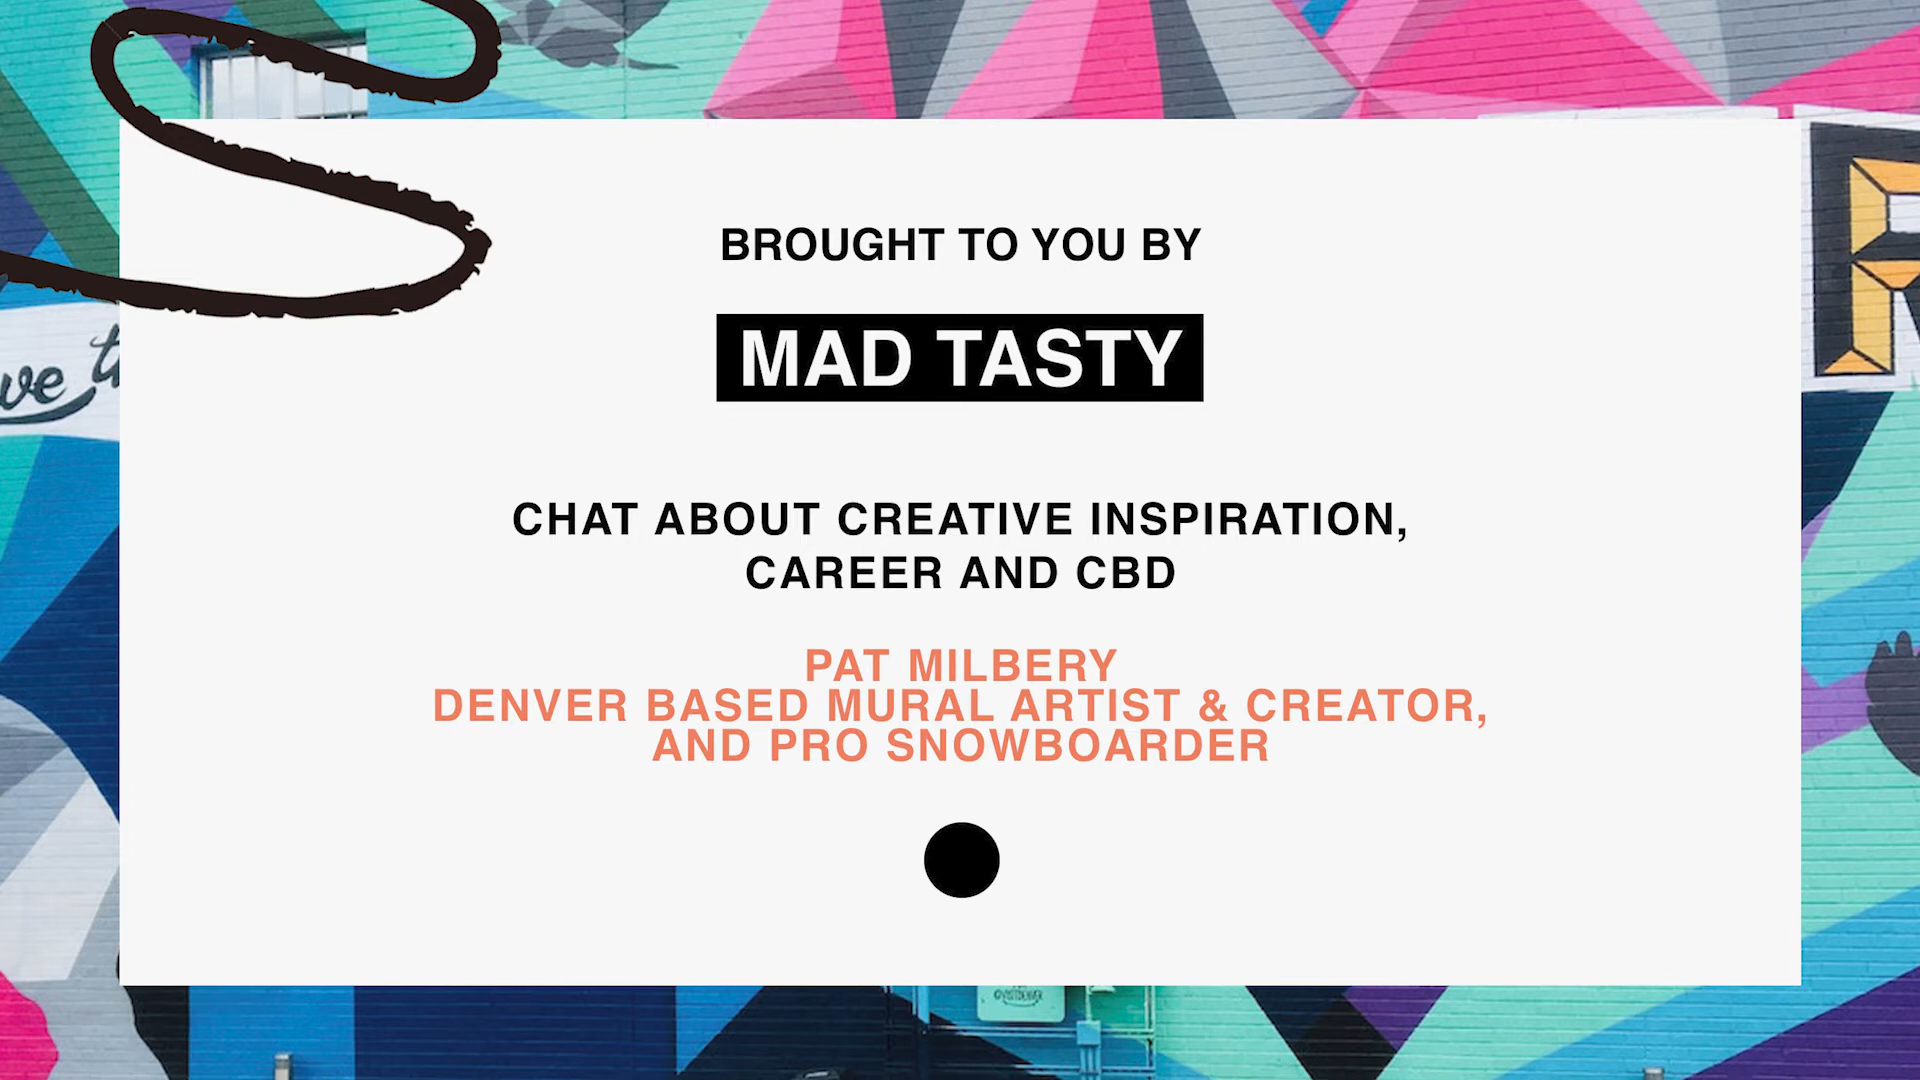 BROUGHT TO YOU BY
MAD TASTY
CHAT ABOUT CREATIVE INSPIRATION,
CAREER AND CBD
PAT MILBERY
DENVER BASED MURAL ARTIST & CREATOR,
AND PRO SNOWBOARDER
@VISITDENVER